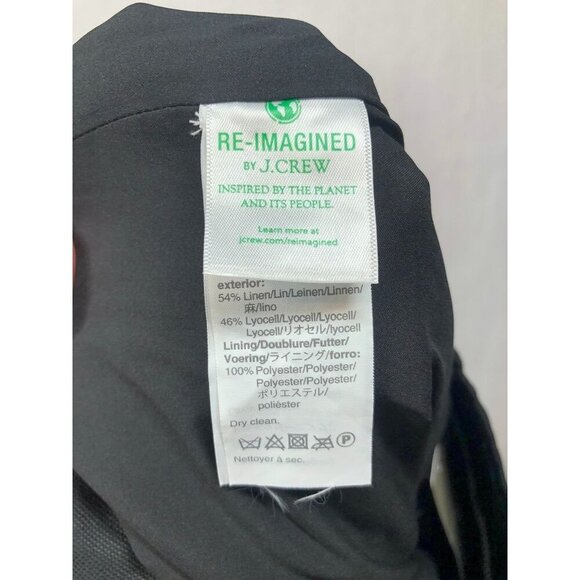 RE-IMAGINED
BY J.CREW
INSPIRED BY THE PLANET
AND ITS PEOPLE.
Learn more at
jcrew.com/reimagined
exterior:
54% Linen/Lin/Leinen/Linnen/
麻/lino
46% Lyocell/Lyocell/Lyocell/
Lyocell/リオセル/lyocell
Lining/Doublure/Futter/
Voering/ライニング/forro:
100% Polyester/Polyester/
Polyester/Polyester/
ポリエステル/
poliéster
Dry clean.
P
Nettoyer à sec.